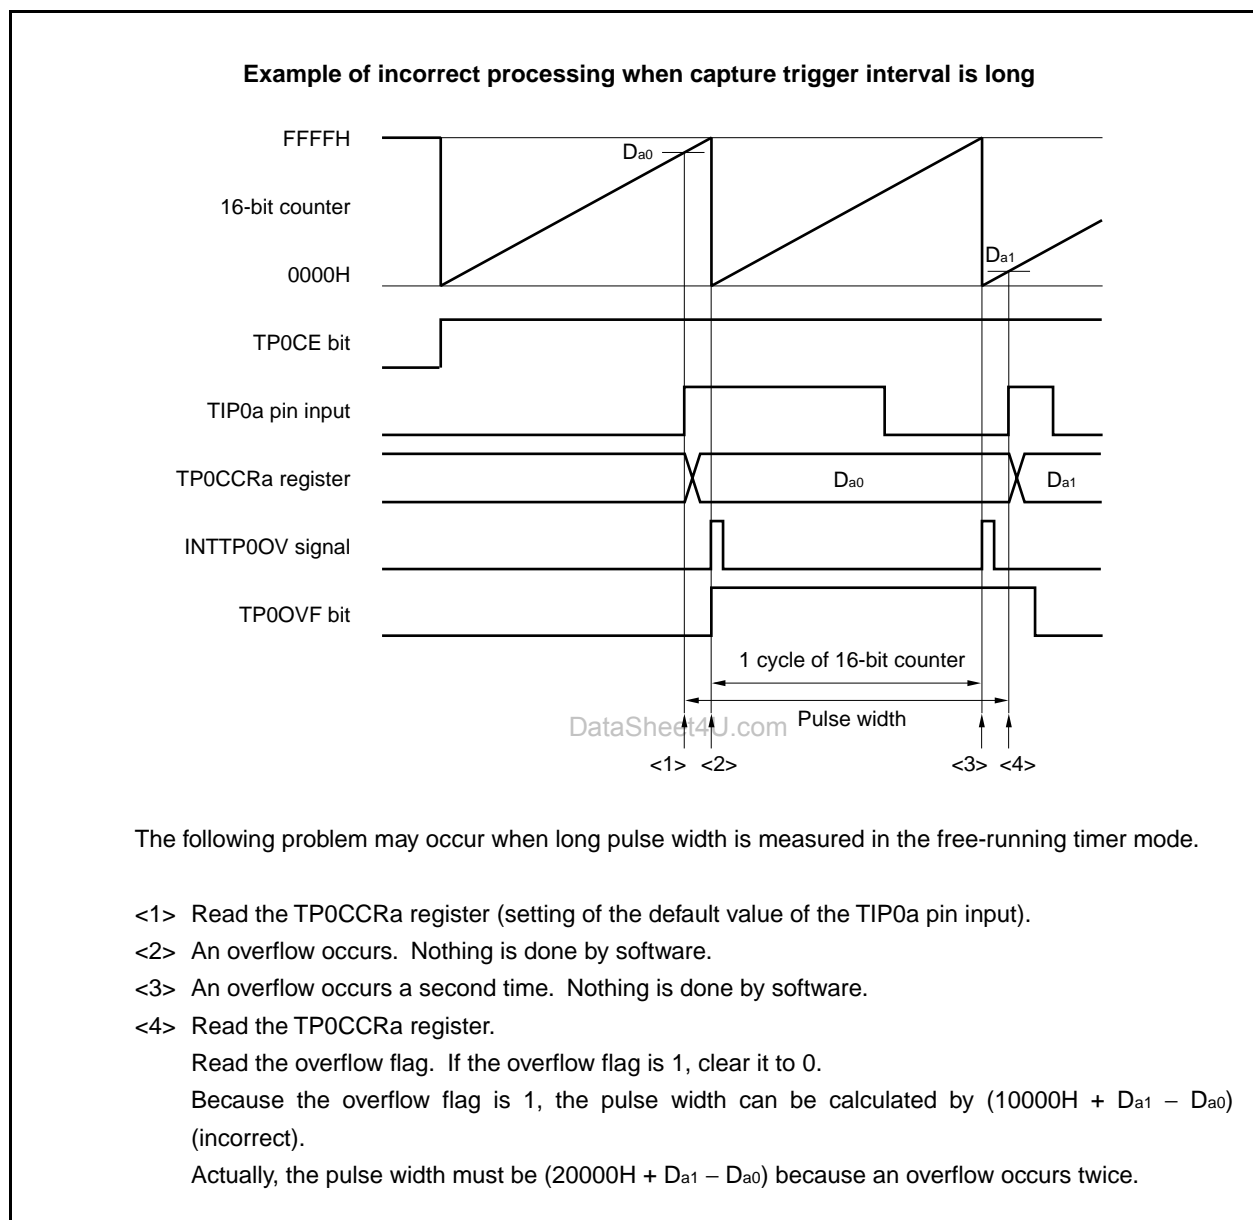 Example of incorrect processing when capture trigger interval is long
FFFFH
Da0
16-bit counter
Da1
0000H
TP0CE bit
TIP0a pin input
TP0CCRa register
Da0
Da1
INTTP0OV signal
TP0OVF bit
1 cycle of 16-bit counter
Pulse width
DataSheet4U.com
<1> <2> <3> <4>
The following problem may occur when long pulse width is measured in the free-running timer mode.
<1> Read the TP0CCRa register (setting of the default value of the TIP0a pin input).
<2> An overflow occurs. Nothing is done by software.
<3> An overflow occurs a second time. Nothing is done by software.
<4> Read the TP0CCRa register.
Read the overflow flag. If the overflow flag is 1, clear it to 0.
Because the overflow flag is 1, the pulse width can be calculated by (10000H + Da1 − Da0)
(incorrect).
Actually, the pulse width must be (20000H + Da1 − Da0) because an overflow occurs twice.